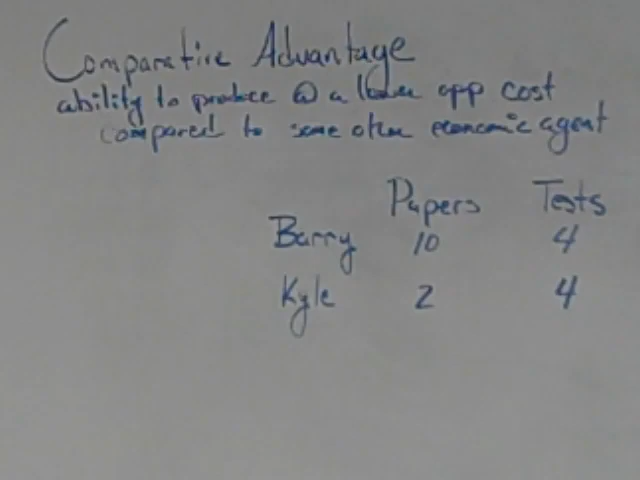 Comparative Advantage
ability to produce @ a lower opp cost
compared to some other economic agent
Papers Tests
Barry 10 4
Kyle 2 4